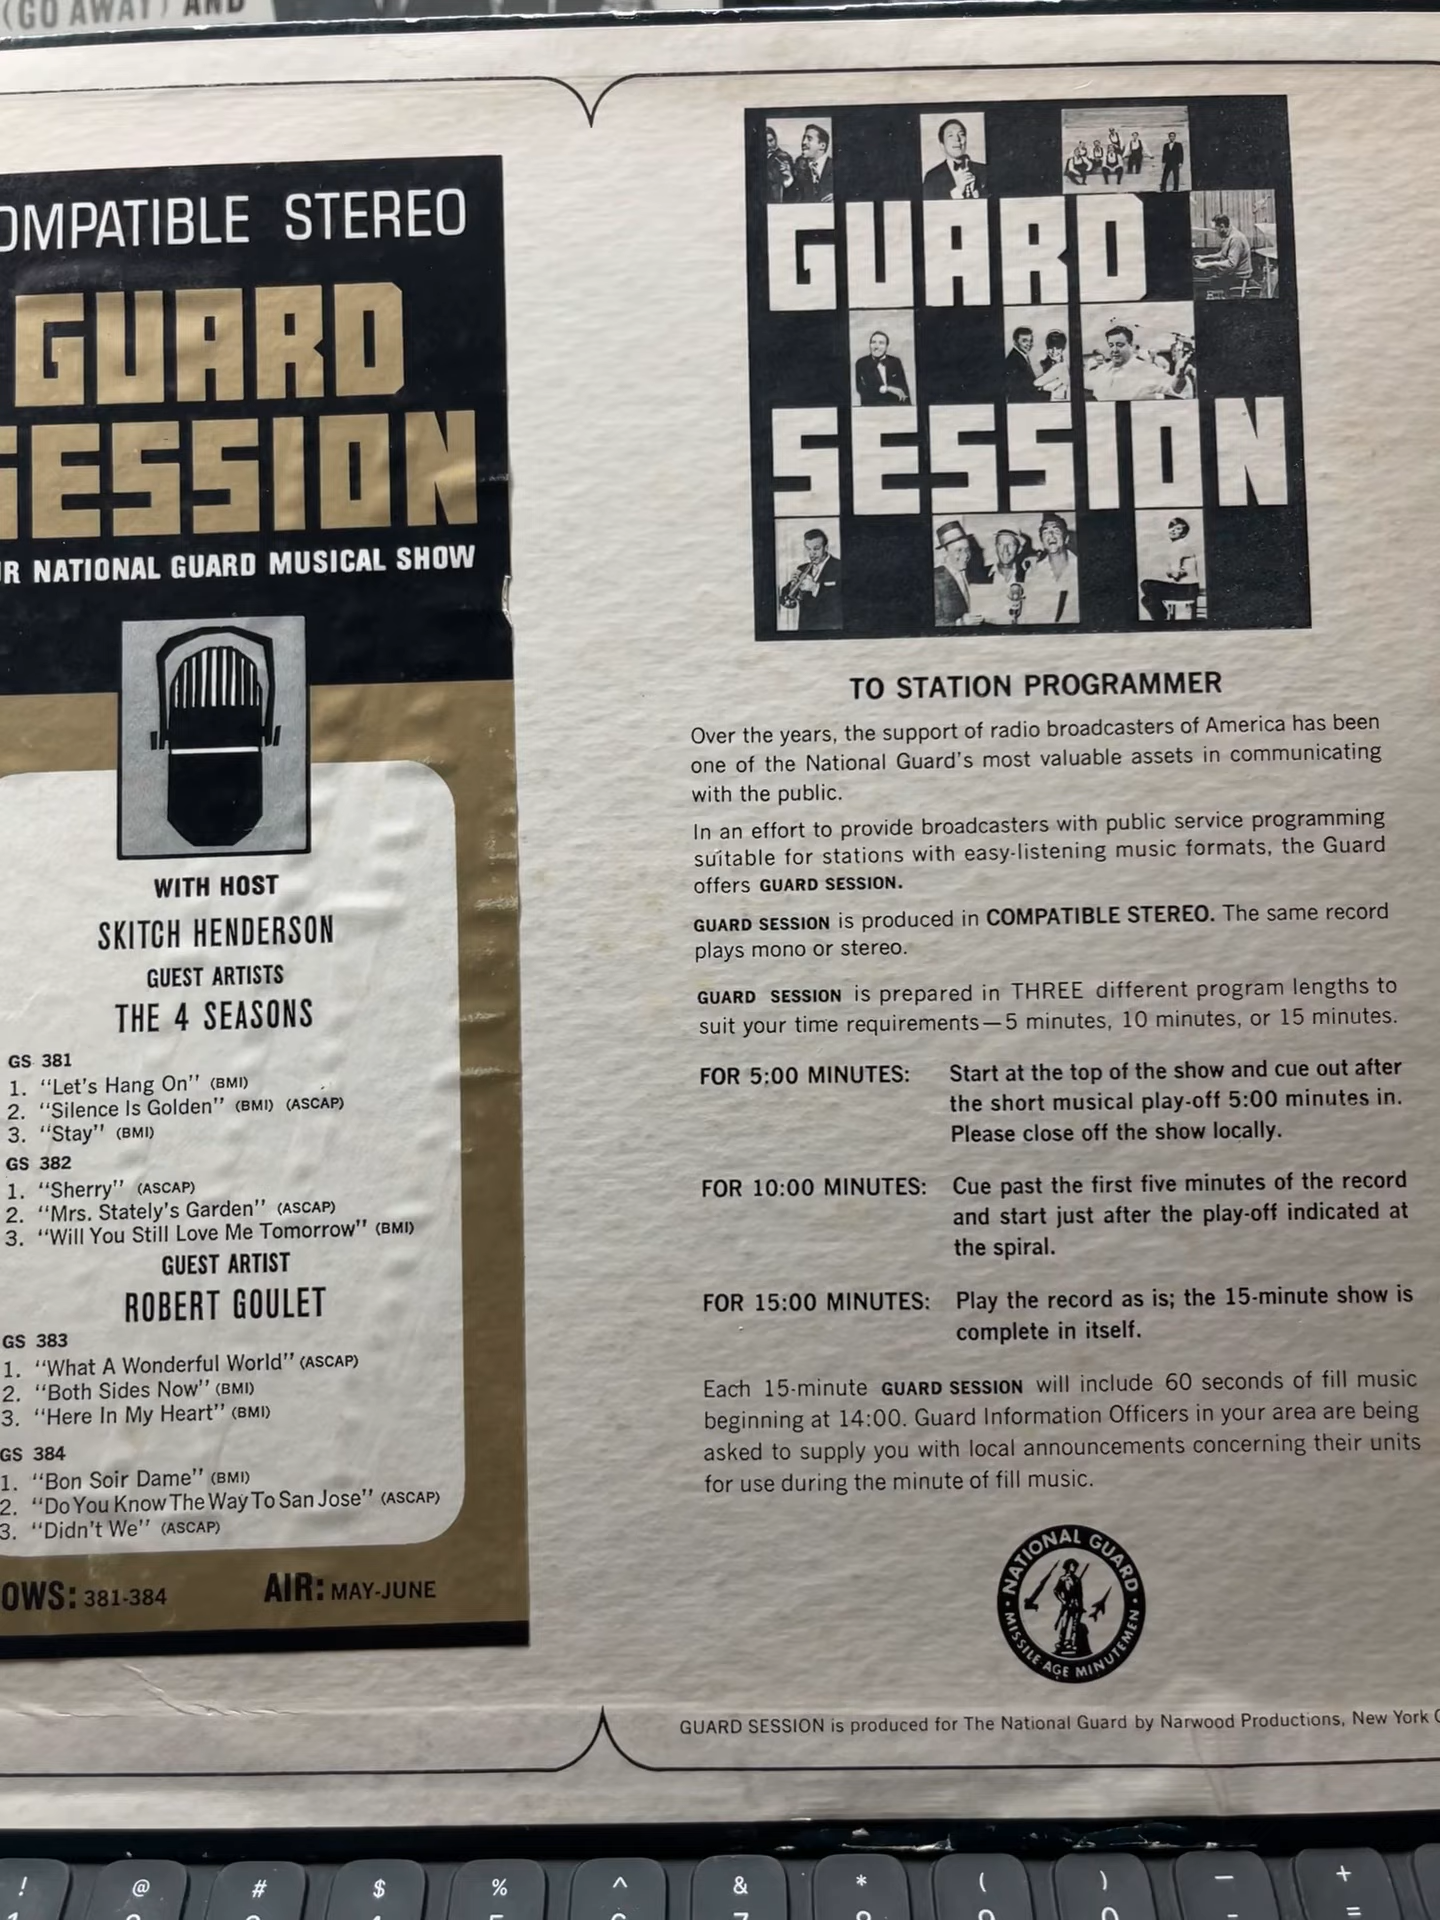 (GO AWAY) AND
COMPATIBLE STEREO
GUARD
SESSION
NATIONAL GUARD MUSICAL SHOW
WITH HOST
SKITCH HENDERSON
GUEST ARTISTS
THE 4 SEASONS
GS 381
1. "Let's Hang On" (BMI)
2. "Silence Is Golden" (BMI) (ASCAP)
3. "Stay" (BMI)
GS 382
1. "Sherry" (ASCAP)
2. "Mrs. Stately's Garden" (ASCAP)
3. "Will You Still Love Me Tomorrow" (BMI)
GUEST ARTIST
ROBERT GOULET
GS 383
1. "What A Wonderful World" (ASCAP)
2. "Both Sides Now" (BMI)
3. "Here In My Heart" (BMI)
GS 384
1. "Bon Soir Dame" (BMI)
2. "Do You Know The Way To San Jose" (ASCAP)
3. "Didn't We" (ASCAP)
OWS: 381-384 AIR: MAY-JUNE
GUARD
SESSION
TO STATION PROGRAMMER
Over the years, the support of radio broadcasters of America has been
one of the National Guard's most valuable assets in communicating
with the public.
In an effort to provide broadcasters with public service programming
suitable for stations with easy-listening music formats, the Guard
offers GUARD SESSION.
GUARD SESSION is produced in COMPATIBLE STEREO. The same record
plays mono or stereo.
GUARD SESSION is prepared in THREE different program lengths to
suit your time requirements—5 minutes, 10 minutes, or 15 minutes.
FOR 5:00 MINUTES: Start at the top of the show and cue out after
the short musical play-off 5:00 minutes in.
Please close off the show locally.
FOR 10:00 MINUTES: Cue past the first five minutes of the record
and start just after the play-off indicated at
the spiral.
FOR 15:00 MINUTES: Play the record as is; the 15-minute show is
complete in itself.
Each 15-minute GUARD SESSION will include 60 seconds of fill music
beginning at 14:00. Guard Information Officers in your area are being
asked to supply you with local announcements concerning their units
for use during the minute of fill music.
NATIONAL GUARD
MISSILE-AGE MINUTEMEN
GUARD SESSION is produced for The National Guard by Narwood Productions, New York
! @ # $ % ^ & * ( ) — +
=